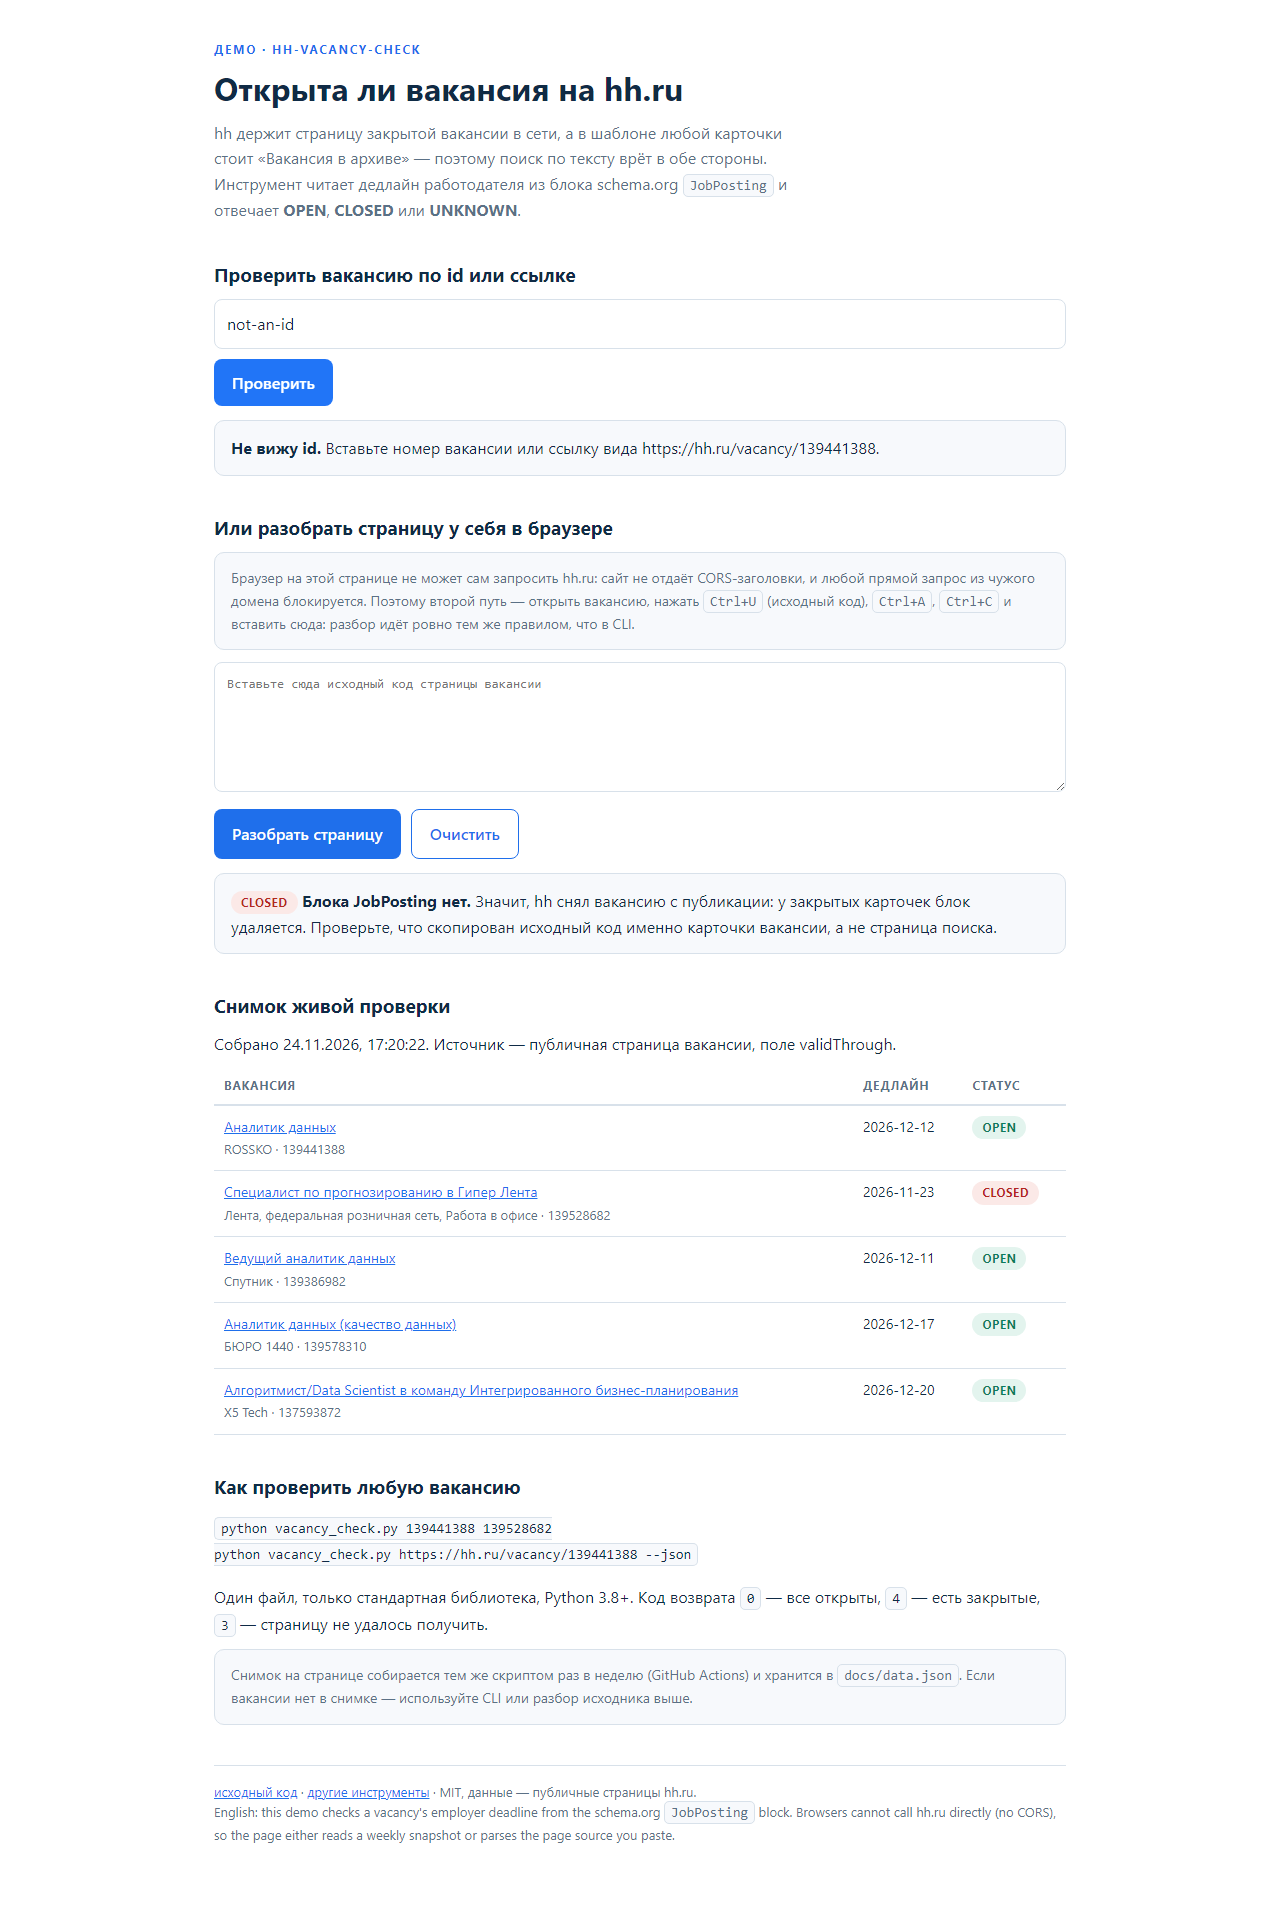 ДЕМО · HH-VACANCY-CHECK
Открыта ли вакансия на hh.ru
hh держит страницу закрытой вакансии в сети, а в шаблоне любой карточки
стоит «Вакансия в архиве» — поэтому поиск по тексту врёт в обе стороны.
Инструмент читает дедлайн работодателя из блока schema.org JobPosting и
отвечает OPEN, CLOSED или UNKNOWN.
Проверить вакансию по id или ссылке
not-an-id
Проверить
Не вижу id. Вставьте номер вакансии или ссылку вида https://hh.ru/vacancy/139441388.
Или разобрать страницу у себя в браузере
Браузер на этой странице не может сам запросить hh.ru: сайт не отдаёт CORS-заголовки, и любой прямой запрос из чужого
домена блокируется. Поэтому второй путь — открыть вакансию, нажать Ctrl+U (исходный код), Ctrl+A, Ctrl+C и
вставить сюда: разбор идёт ровно тем же правилом, что в CLI.
Вставьте сюда исходный код страницы вакансии
Разобрать страницу Очистить
CLOSED Блока JobPosting нет. Значит, hh снял вакансию с публикации: у закрытых карточек блок
удаляется. Проверьте, что скопирован исходный код именно карточки вакансии, а не страница поиска.
Снимок живой проверки
Собрано 24.11.2026, 17:20:22. Источник — публичная страница вакансии, поле validThrough.
ВАКАНСИЯ ДЕДЛАЙН СТАТУС
Аналитик данных 2026-12-12 OPEN
ROSSKO · 139441388
Специалист по прогнозированию в Гипер Лента 2026-11-23 CLOSED
Лента, федеральная розничная сеть, Работа в офисе · 139528682
Ведущий аналитик данных 2026-12-11 OPEN
Спутник · 139386982
Аналитик данных (качество данных) 2026-12-17 OPEN
БЮРО 1440 · 139578310
Алгоритмист/Data Scientist в команду Интегрированного бизнес-планирования 2026-12-20 OPEN
X5 Tech · 137593872
Как проверить любую вакансию
python vacancy_check.py 139441388 139528682
python vacancy_check.py https://hh.ru/vacancy/139441388 --json
Один файл, только стандартная библиотека, Python 3.8+. Код возврата 0 — все открыты, 4 — есть закрытые,
3 — страницу не удалось получить.
Снимок на странице собирается тем же скриптом раз в неделю (GitHub Actions) и хранится в docs/data.json. Если
вакансии нет в снимке — используйте CLI или разбор исходника выше.
исходный код · другие инструменты · MIT, данные — публичные страницы hh.ru.
English: this demo checks a vacancy's employer deadline from the schema.org JobPosting block. Browsers cannot call hh.ru directly (no CORS),
so the page either reads a weekly snapshot or parses the page source you paste.